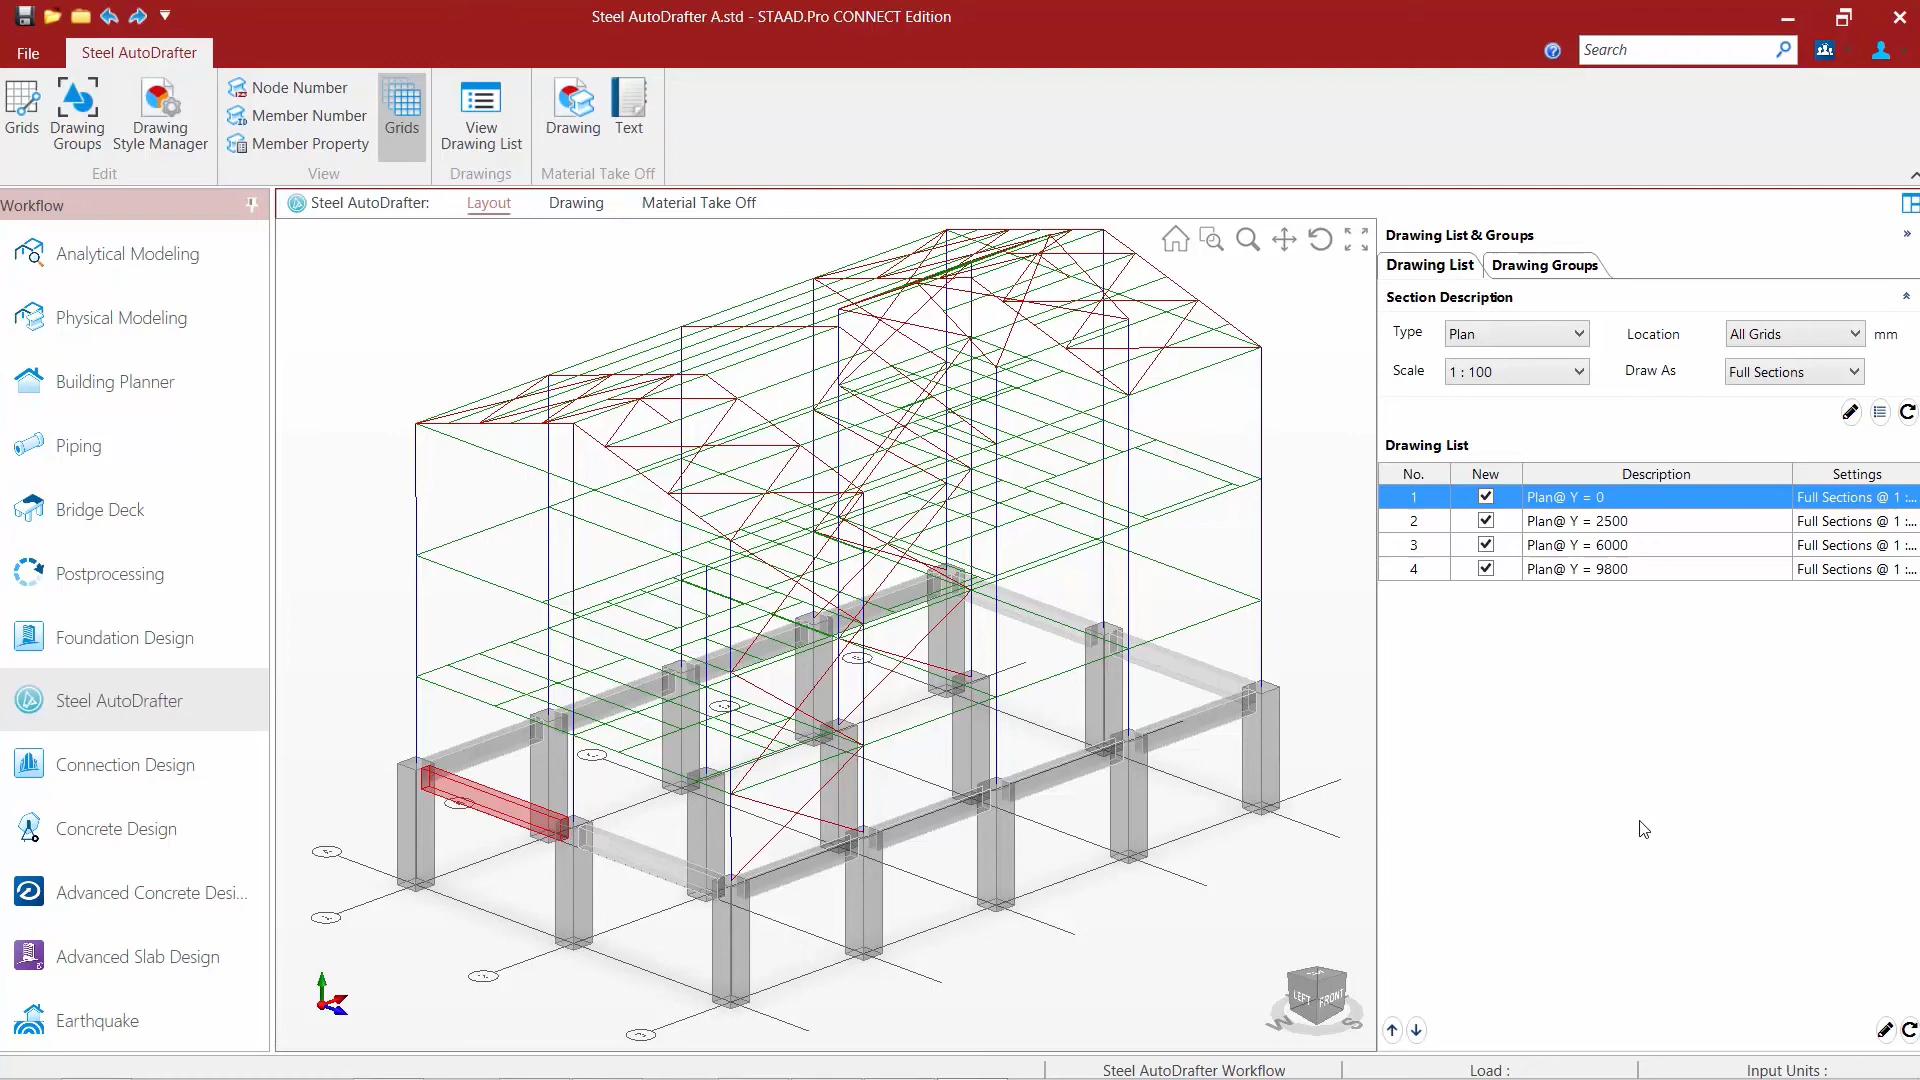 Steel AutoDrafter A.std - STAAD.Pro CONNECT Edition
File
Steel AutoDrafter
Search
Grids
Drawing Groups
Drawing Style Manager
Node Number
Member Number
Member Property
Grids
View Drawing List
Drawing
Text
Edit
View
Drawings
Material Take Off
Workflow
Analytical Modeling
Physical Modeling
Building Planner
Piping
Bridge Deck
Postprocessing
Foundation Design
Steel AutoDrafter
Connection Design
Concrete Design
Advanced Concrete Desi...
Advanced Slab Design
Earthquake
Steel AutoDrafter:
Layout
Drawing
Material Take Off
LEFT
FRONT
W
S
Drawing List & Groups
Drawing List
Drawing Groups
Section Description
Type
Plan
Location
All Grids
mm
Scale
1 : 100
Draw As
Full Sections
Drawing List
No. New Description Settings
1 Plan@ Y = 0 Full Sections @ 1 :...
2 Plan@ Y = 2500 Full Sections @ 1 :...
3 Plan@ Y = 6000 Full Sections @ 1 :...
4 Plan@ Y = 9800 Full Sections @ 1 :...
Steel AutoDrafter Workflow
Load :
Input Units :